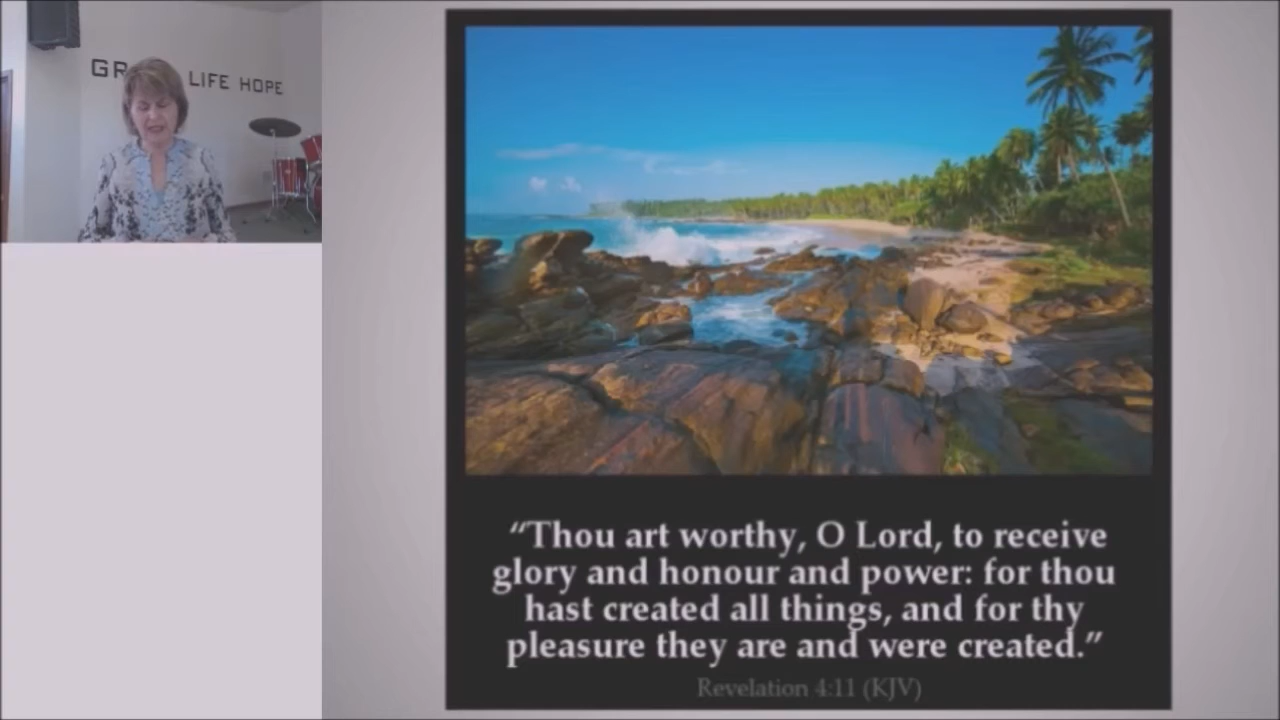 LIFE HOPE
“Thou art worthy, O Lord, to receive
glory and honour and power: for thou
hast created all things, and for thy
pleasure they are and were created.”
Revelation 4:11 (KJV)